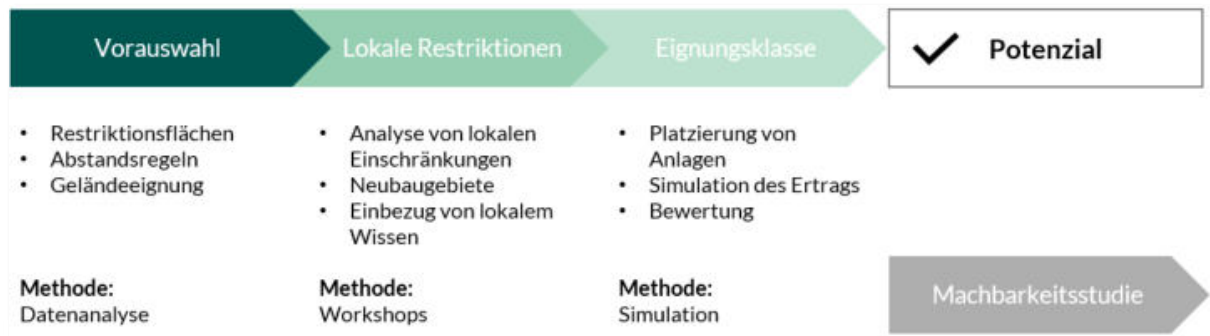 Vorauswahl
Lokale Restriktionen
Eignungsklasse
Potenzial
• Restriktionsflächen
• Abstandsregeln
• Geländeeignung
• Analyse von lokalen
Einschränkungen
• Neubaugebiete
• Einbezug von lokalem
Wissen
• Platzierung von
Anlagen
• Simulation des Ertrags
• Bewertung
Methode:
Datenanalyse
Methode:
Workshops
Methode:
Simulation
Machbarkeitsstudie